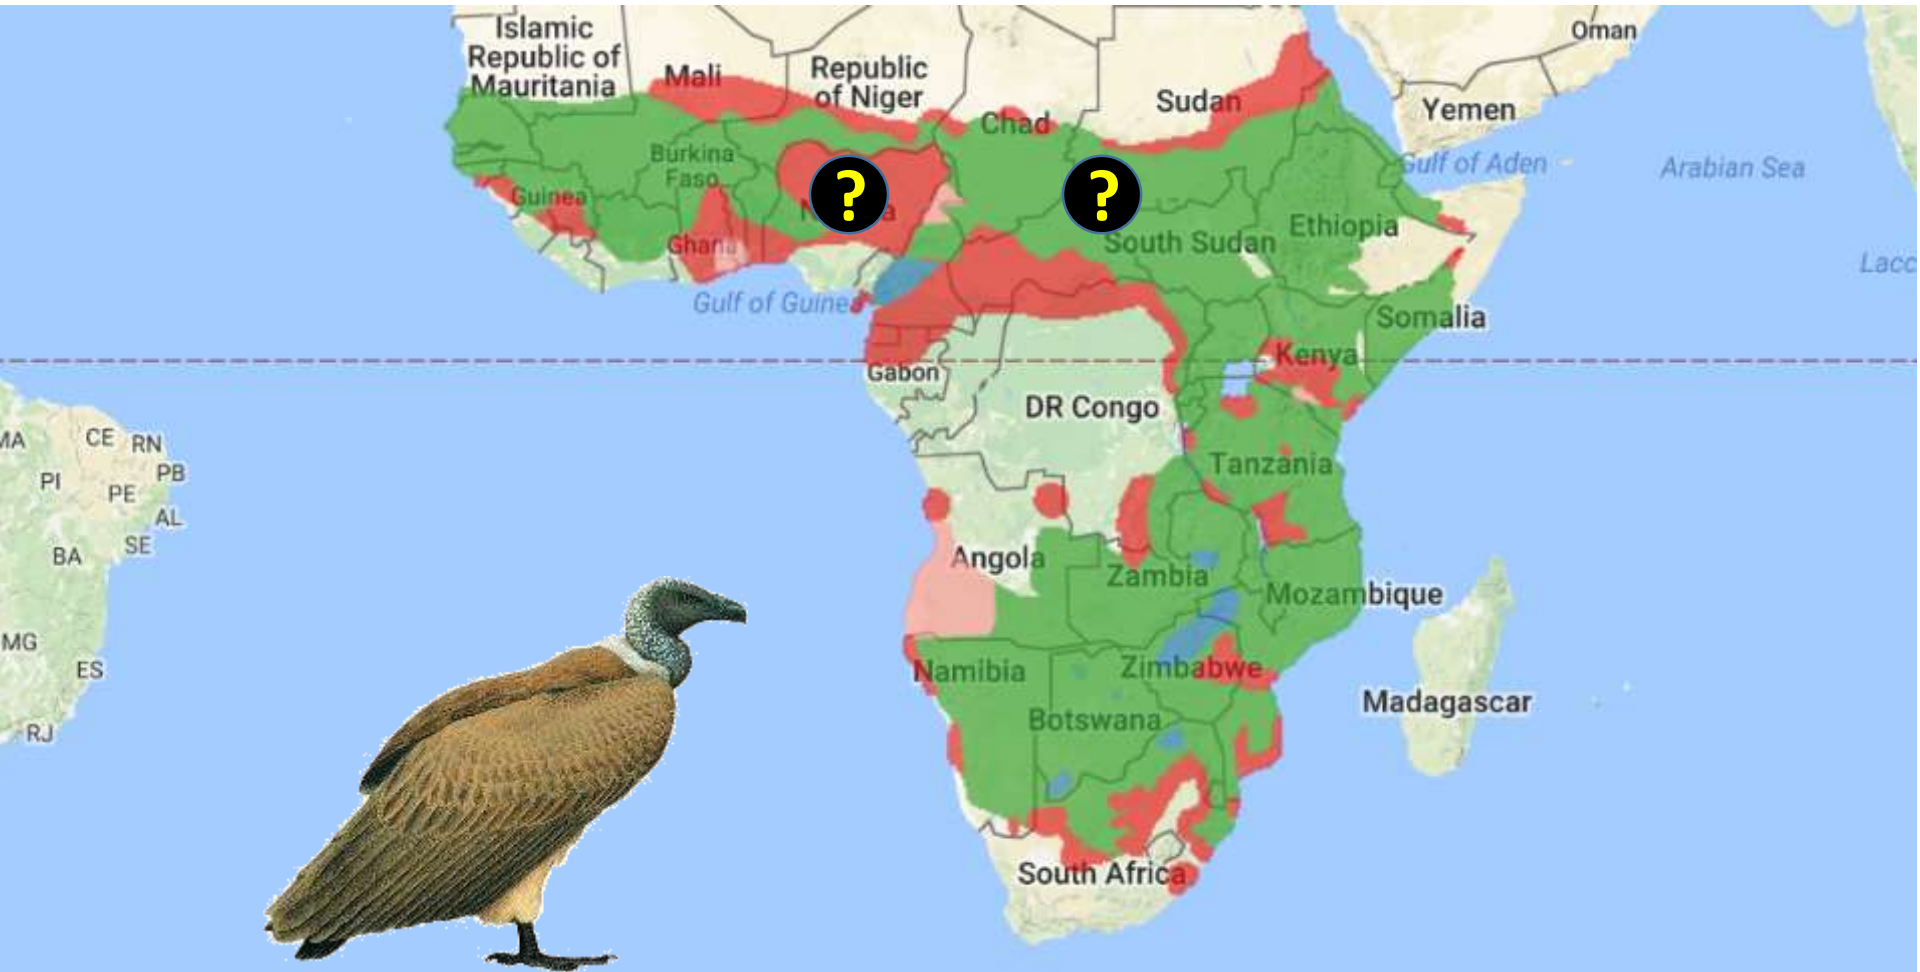 Islamic
Republic of
Mauritania
Mali
Republic
of Niger
Chad
Sudan
Oman
Yemen
Gulf of Aden
Arabian Sea
Burkina
Faso
Guinea
Ghana
?
?
South Sudan
Ethiopia
Lacc
Gulf of Guinea
Somalia
Kenya
Gabon
DR Congo
MA
CE
RN
PB
PI
PE
AL
SE
BA
Tanzania
Angola
Zambia
Mozambique
MG
ES
RJ
Namibia
Zimbabwe
Botswana
Madagascar
South Africa